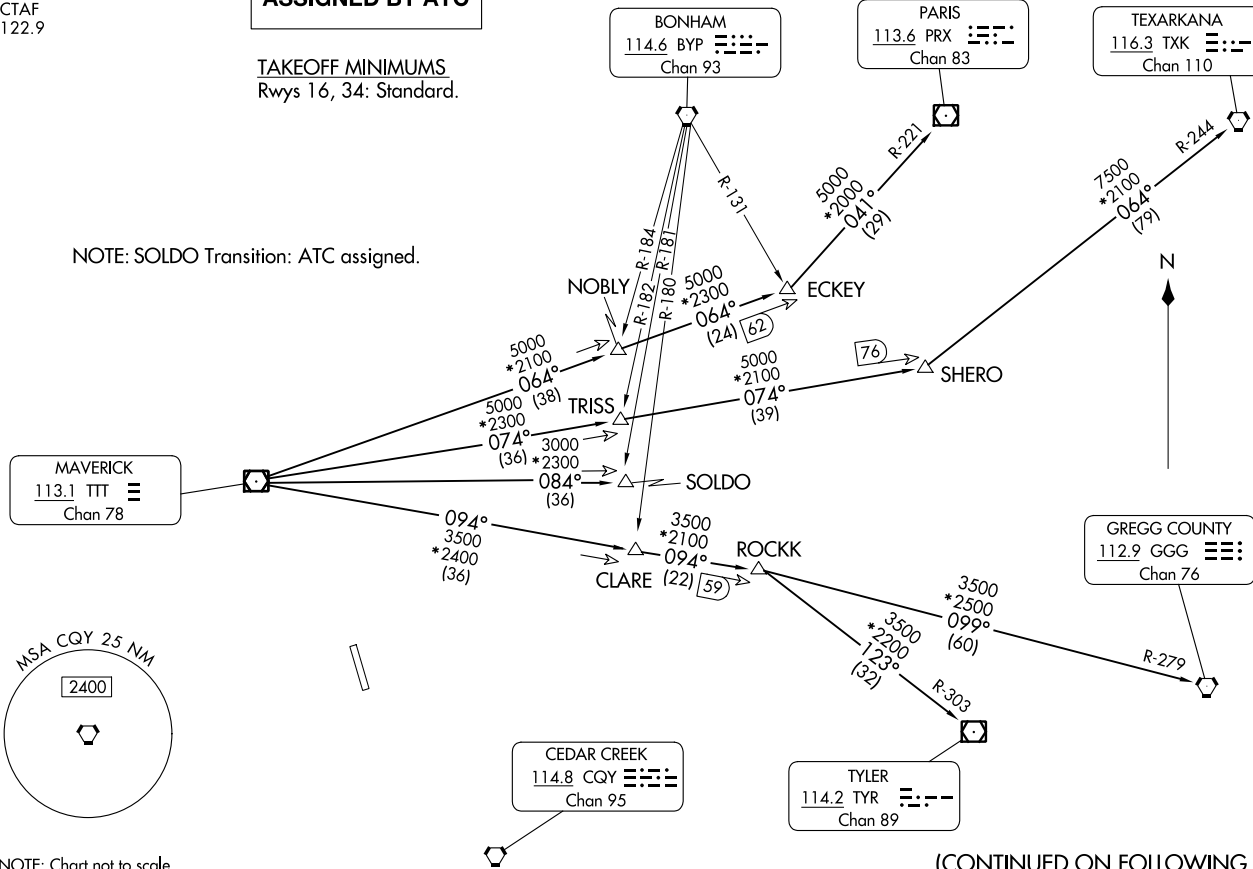 CTAF
122.9
TAKEOFF MINIMUMS
Rwys 16, 34: Standard.
BONHAM
114.6 BYP
Chan 93
PARIS
113.6 PRX
Chan 83
TEXARKANA
116.3 TXK
Chan 110
NOTE: SOLDO Transition: ATC assigned.
R-221
R-244
R-131
R-184
R-181
R-182
R-180
5000
*2000
041°
(29)
7500
*2100
064°
(79)
N
NOBLY
5000
*2300
064°
(24)
62
ECKEY
5000
*2100
064°
(38)
TRISS
5000
*2100
074°
(39)
76
SHERO
5000
*2300
074°
(36)
3000
*2300
084°
(36)
SOLDO
MAVERICK
113.1 TTT
Chan 78
094°
3500
*2400
(36)
CLARE
3500
*2100
094°
(22)
59
ROCKK
GREGG COUNTY
112.9 GGG
Chan 76
3500
*2500
099°
(60)
R-279
3500
*2200
123°
(32)
R-303
MSA CQY 25 NM
2400
CEDAR CREEK
114.8 CQY
Chan 95
TYLER
114.2 TYR
Chan 89
NOTE: Chart not to scale
(CONTINUED ON FOLLOWING